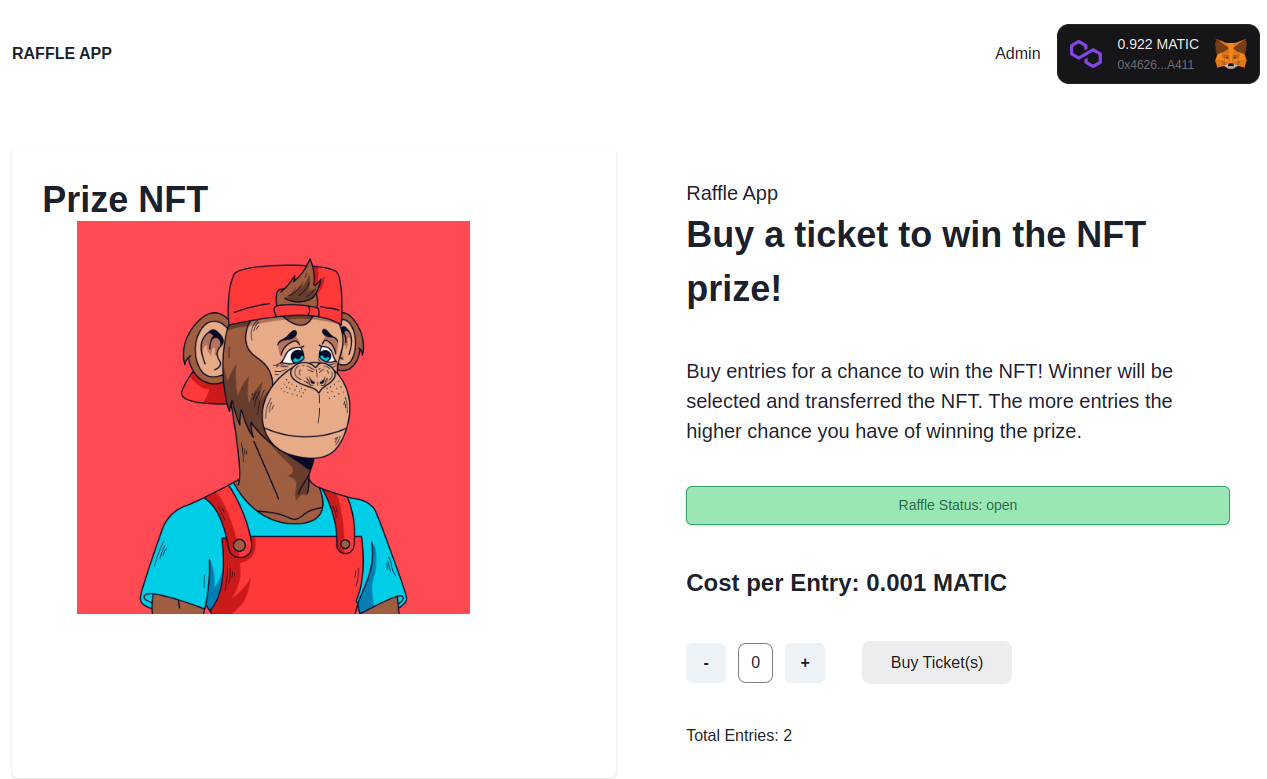 RAFFLE APP
Admin
0.922 MATIC
0x4626...A411
Prize NFT
Raffle App
Buy a ticket to win the NFT
prize!
Buy entries for a chance to win the NFT! Winner will be
selected and transferred the NFT. The more entries the
higher chance you have of winning the prize.
Raffle Status: open
Cost per Entry: 0.001 MATIC
- 0 + Buy Ticket(s)
Total Entries: 2